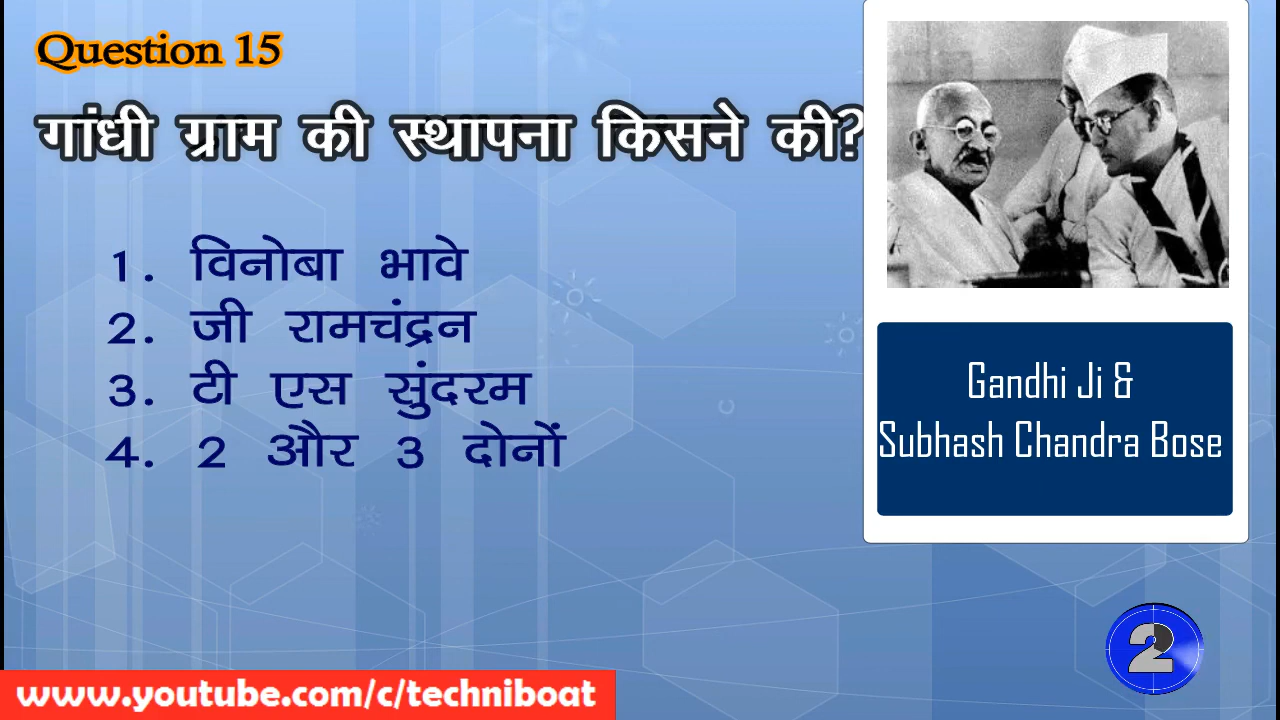 Question 15
गांधी ग्राम की स्थापना किसने की?
1. विनोबा भावे
2. जी रामचंद्रन
3. टी एस सुंदरम
4. 2 और 3 दोनों
Gandhi Ji &
Subhash Chandra Bose
2
www.youtube.com/c/techniboat